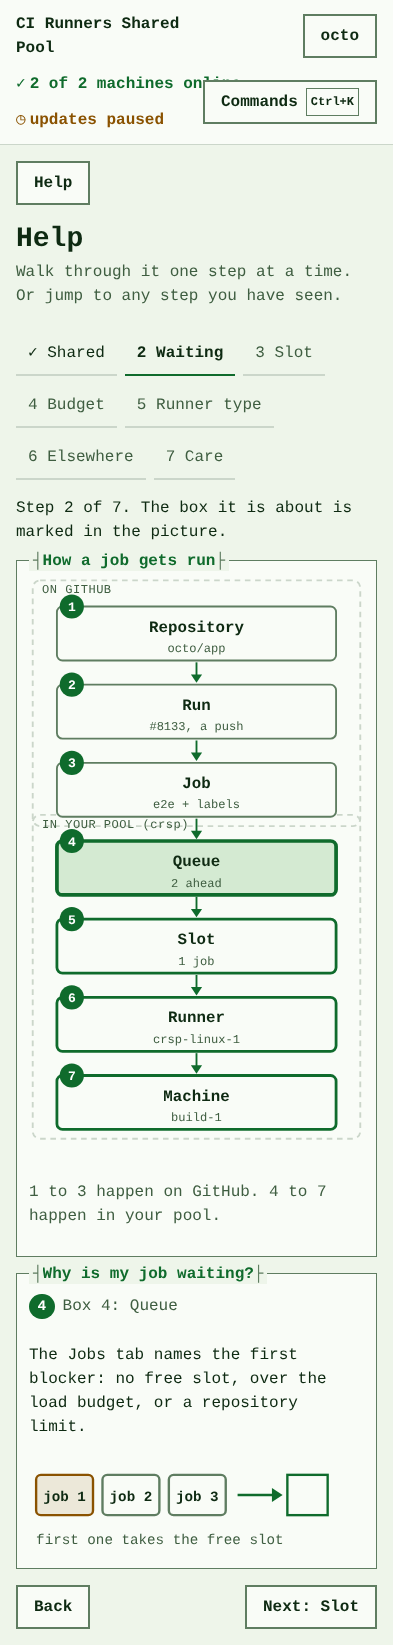 CI Runners Shared
Pool
octo
✓ 2 of 2 machines online
Commands Ctrl+K
◷ updates paused
Help
Help
Walk through it one step at a time.
Or jump to any step you have seen.
✓ Shared
2 Waiting
3 Slot
4 Budget
5 Runner type
6 Elsewhere
7 Care
Step 2 of 7. The box it is about is
marked in the picture.
How a job gets run
ON GITHUB
1
Repository
octo/app
2
Run
#8133, a push
3
Job
e2e + labels
IN YOUR POOL (crsp)
4
Queue
2 ahead
5
Slot
1 job
6
Runner
crsp-linux-1
7
Machine
build-1
1 to 3 happen on GitHub. 4 to 7
happen in your pool.
Why is my job waiting?
4 Box 4: Queue
The Jobs tab names the first
blocker: no free slot, over the
load budget, or a repository
limit.
job 1 job 2 job 3
first one takes the free slot
Back
Next: Slot